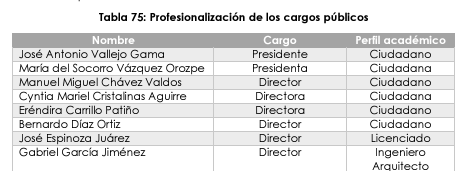 Tabla 75: Profesionalización de los cargos públicos
Nombre Cargo Perfil académico
José Antonio Vallejo Gama Presidente Ciudadano
María del Socorro Vázquez Orozpe Presidenta Ciudadana
Manuel Miguel Chávez Valdos Director Ciudadano
Cyntia Mariel Cristalinas Aguirre Directora Ciudadana
Eréndira Carrillo Patiño Directora Ciudadano
Bernardo Díaz Ortiz Director Ciudadano
José Espinoza Juárez Director Licenciado
Gabriel García Jiménez Director Ingeniero
Arquitecto